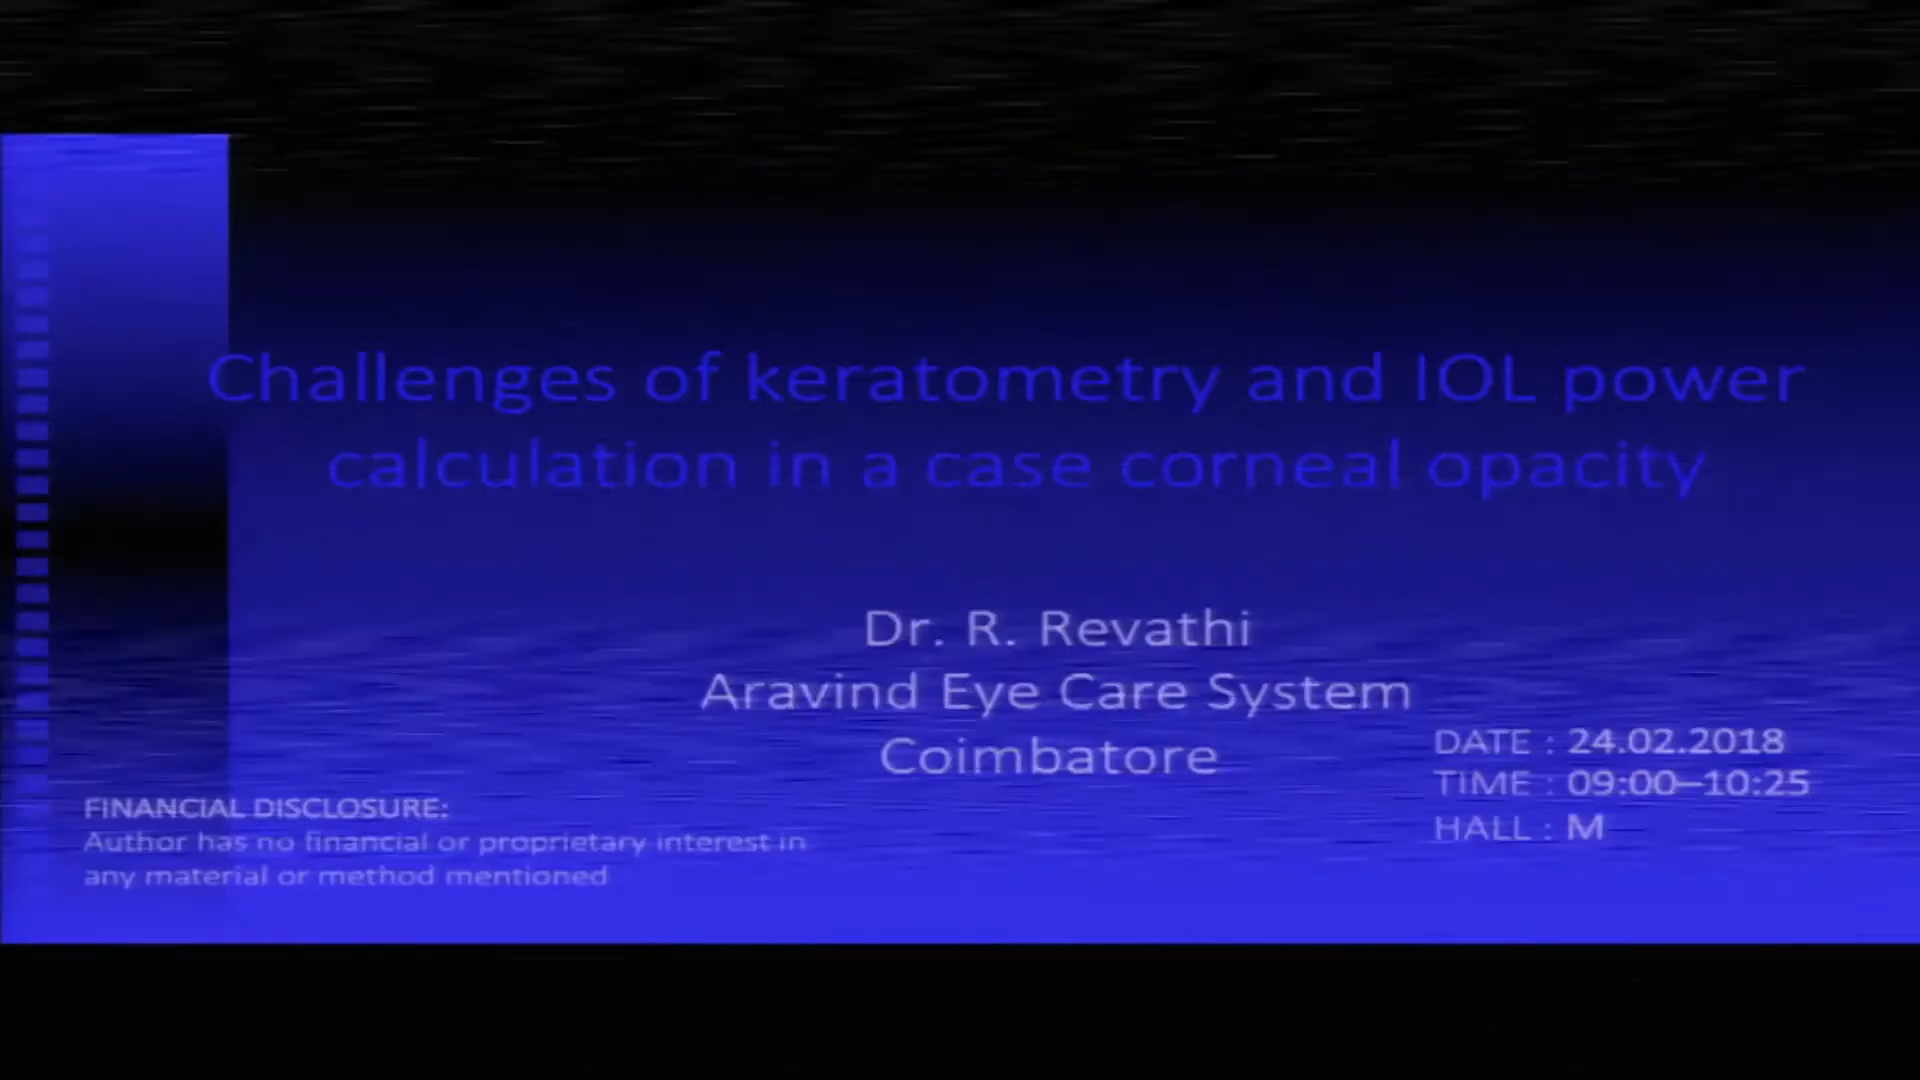 Challenges of keratometry and IOL power
calculation in a case corneal opacity
Dr. R. Revathi
Aravind Eye Care System
Coimbatore
DATE : 24.02.2018
TIME : 09:00–10:25
HALL : M
FINANCIAL DISCLOSURE:
Author has no financial or proprietary interest in
any material or method mentioned